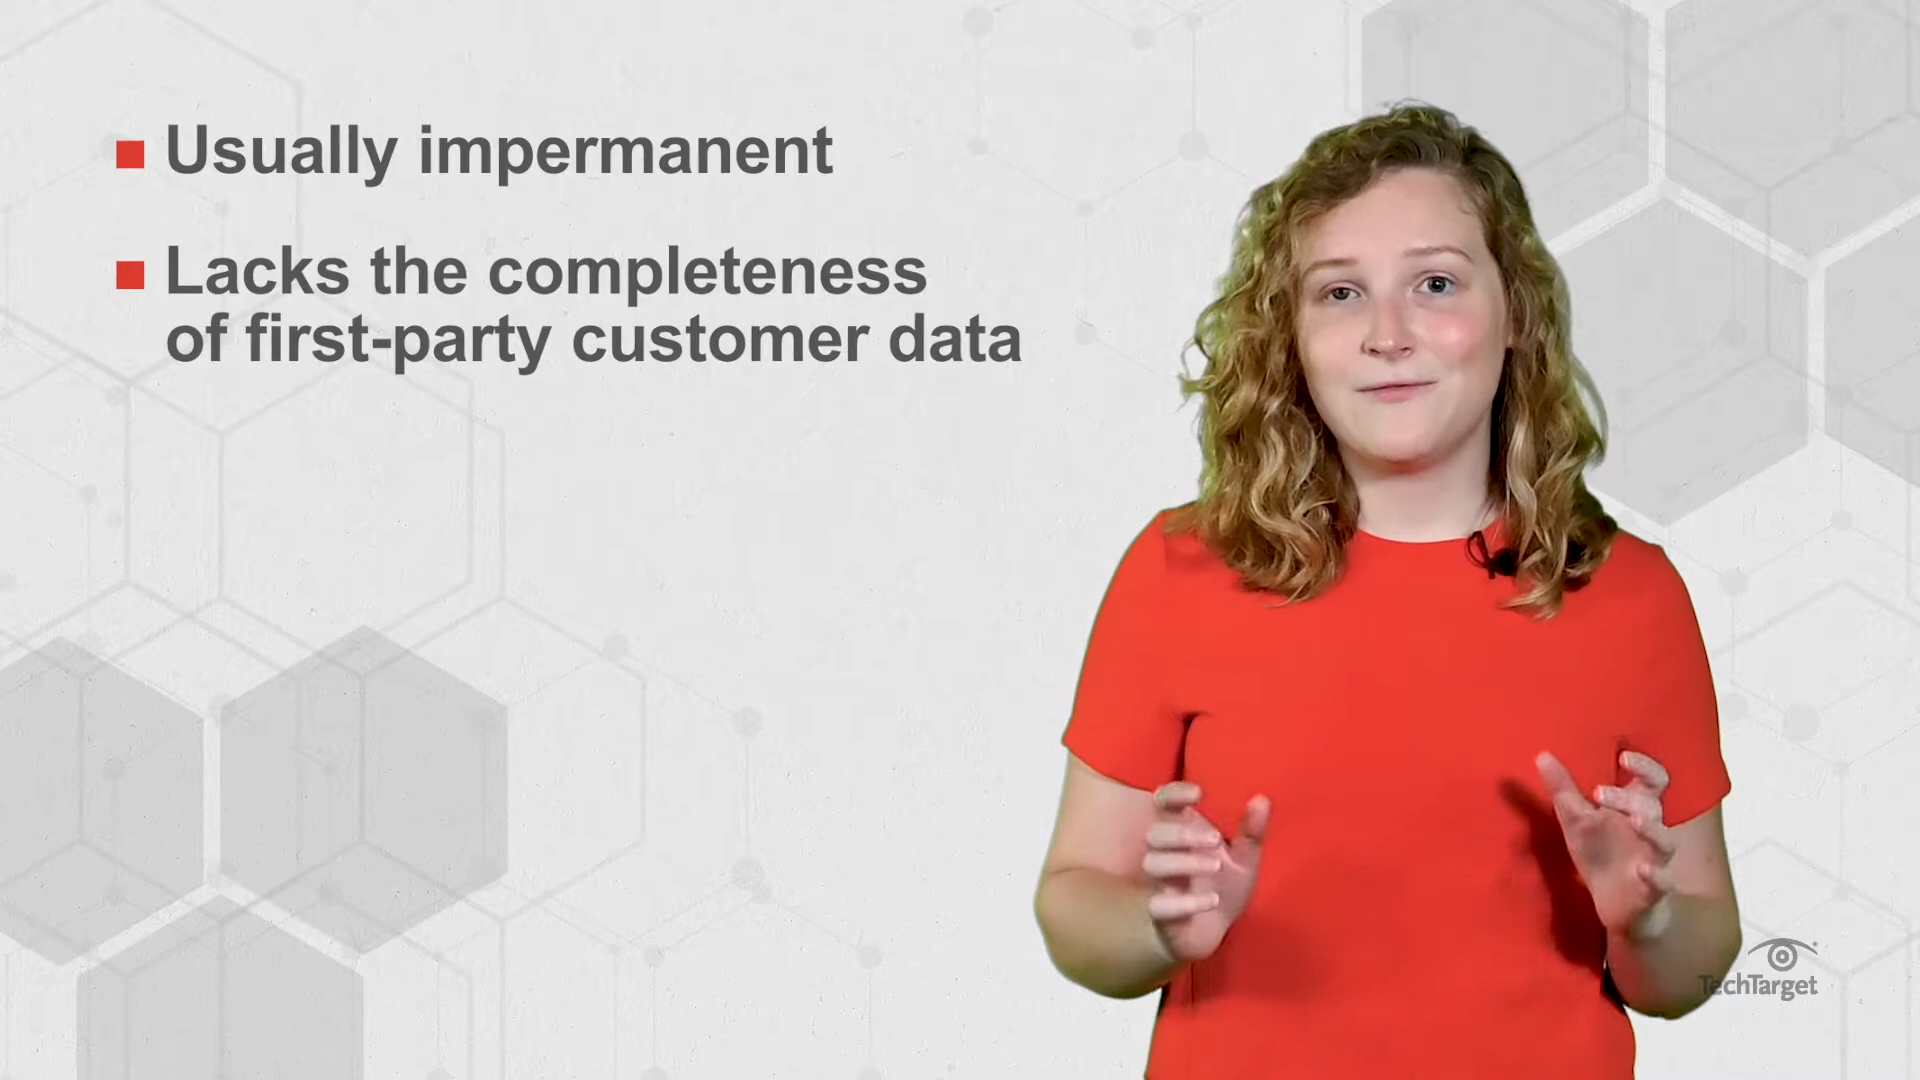 Usually impermanent
Lacks the completeness
of first-party customer data
TechTarget